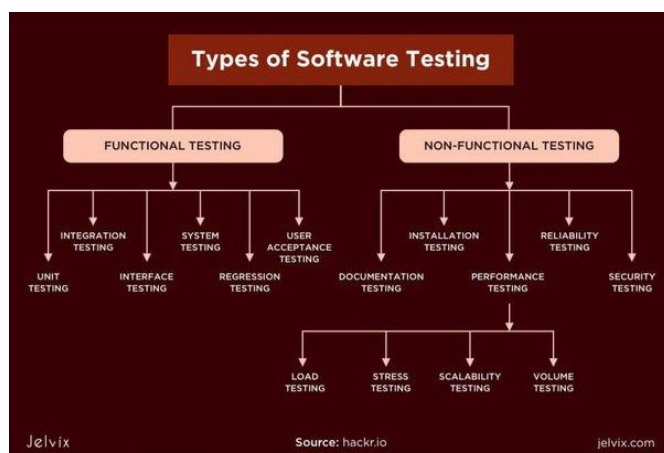 Types of Software Testing
FUNCTIONAL TESTING
NON-FUNCTIONAL TESTING
INTEGRATION
TESTING
SYSTEM
TESTING
USER
ACCEPTANCE
TESTING
UNIT
TESTING
INTERFACE
TESTING
REGRESSION
TESTING
INSTALLATION
TESTING
RELIABILITY
TESTING
DOCUMENTATION
TESTING
PERFORMANCE
TESTING
SECURITY
TESTING
LOAD
TESTING
STRESS
TESTING
SCALABILITY
TESTING
VOLUME
TESTING
Jelvix
Source: hackr.io
jelvix.com